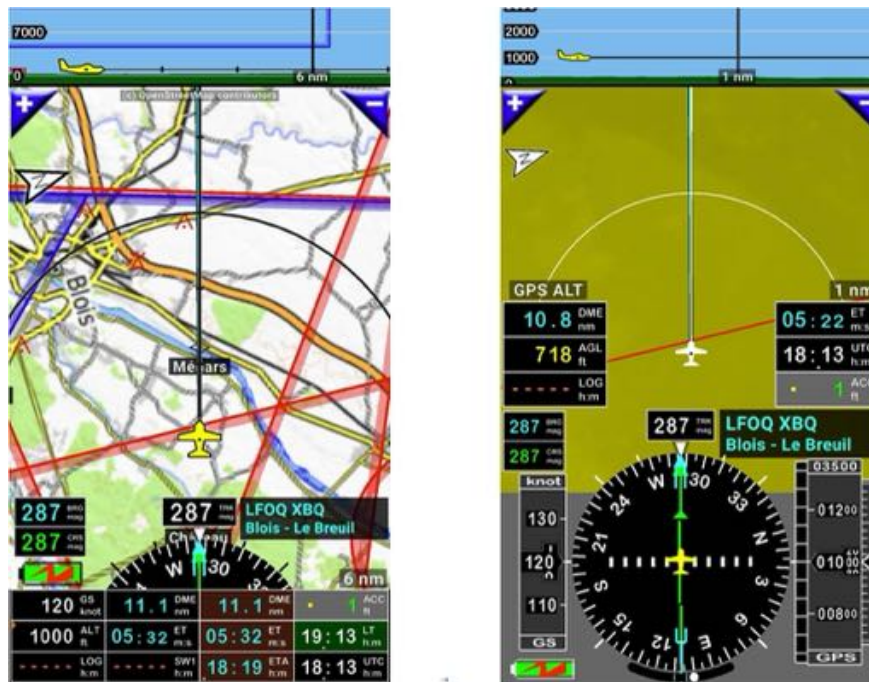 7000
0
6 nm
(c) OpenStreetMap contributors
+
−
N
Blois
Ménars
287 BRG mag
287 TRK mag
LFOQ XBQ
287 CRS mag
Blois - Le Breuil
W
30
6 nm
120 GS knot
11.1 DME nm
11.1 DME nm
1 ACC ft
1000 ALT ft
05:32 ET m:s
05:32 ET m:s
19:13 LT h:m
----- LOG h:m
----- SW1 h:m
18:19 ETA h:m
18:13 UTC h:m
2000
1000
0
1 nm
+
−
N
GPS ALT
1 nm
10.8 DME nm
05:22 ET m:s
718 AGL ft
18:13 UTC h:m
----- LOG h:m
1 ACC ft
287 BRG mag
287 TRK mag
LFOQ XBQ
287 CRS mag
Blois - Le Breuil
knot
03500
24
W
30
33
130
01200
21
N
120
0100
S
3
110
00800
15
6
GS
12
E
GPS